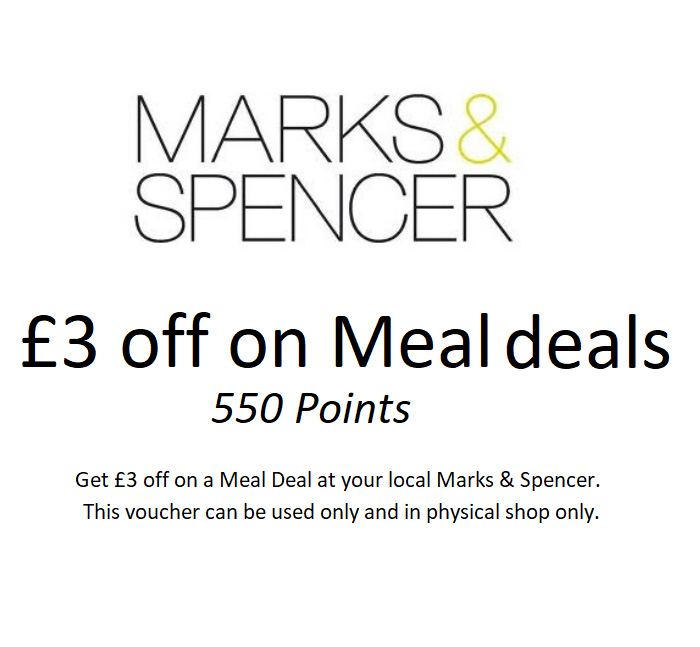 MARKS &
SPENCER
£3 off on Meal deals
550 Points
Get £3 off on a Meal Deal at your local Marks & Spencer.
This voucher can be used only and in physical shop only.